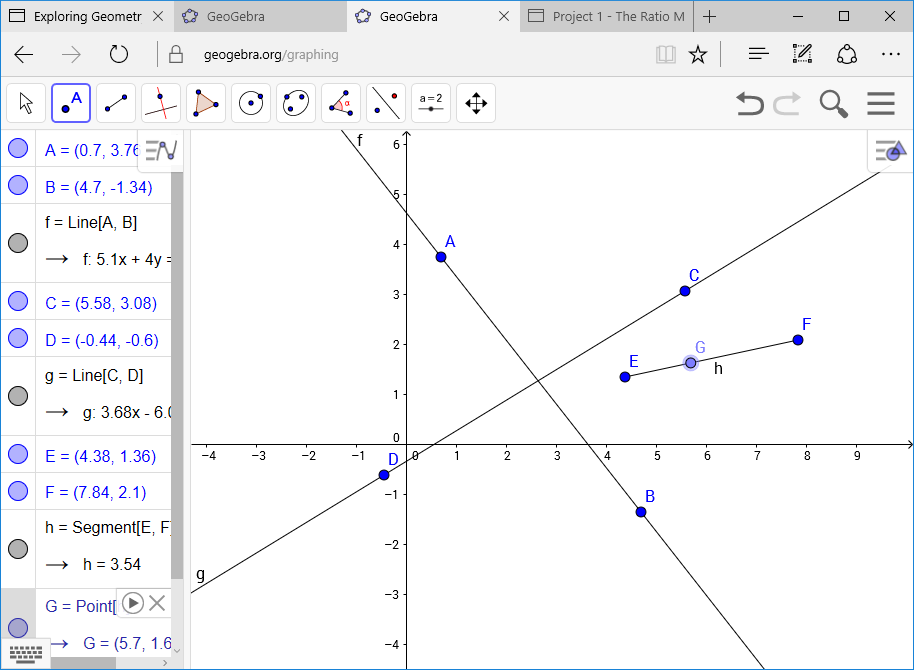 Exploring Geometr
GeoGebra
GeoGebra
Project 1 - The Ratio M
geogebra.org/graphing
A
α
a=2
A = (0.7, 3.76
B = (4.7, -1.34)
f = Line[A, B]
→ f: 5.1x + 4y =
C = (5.58, 3.08)
D = (-0.44, -0.6)
g = Line[C, D]
→ g: 3.68x - 6.0
E = (4.38, 1.36)
F = (7.84, 2.1)
h = Segment[E, F]
→ h = 3.54
G = Point[
→ G = (5.7, 1.6
f
6
5
A
4
C
3
F
2
G
E
h
1
0
−4 −3 −2 −1 0 1 2 3 4 5 6 7 8 9
D
−1
B
−2
g
−3
−4